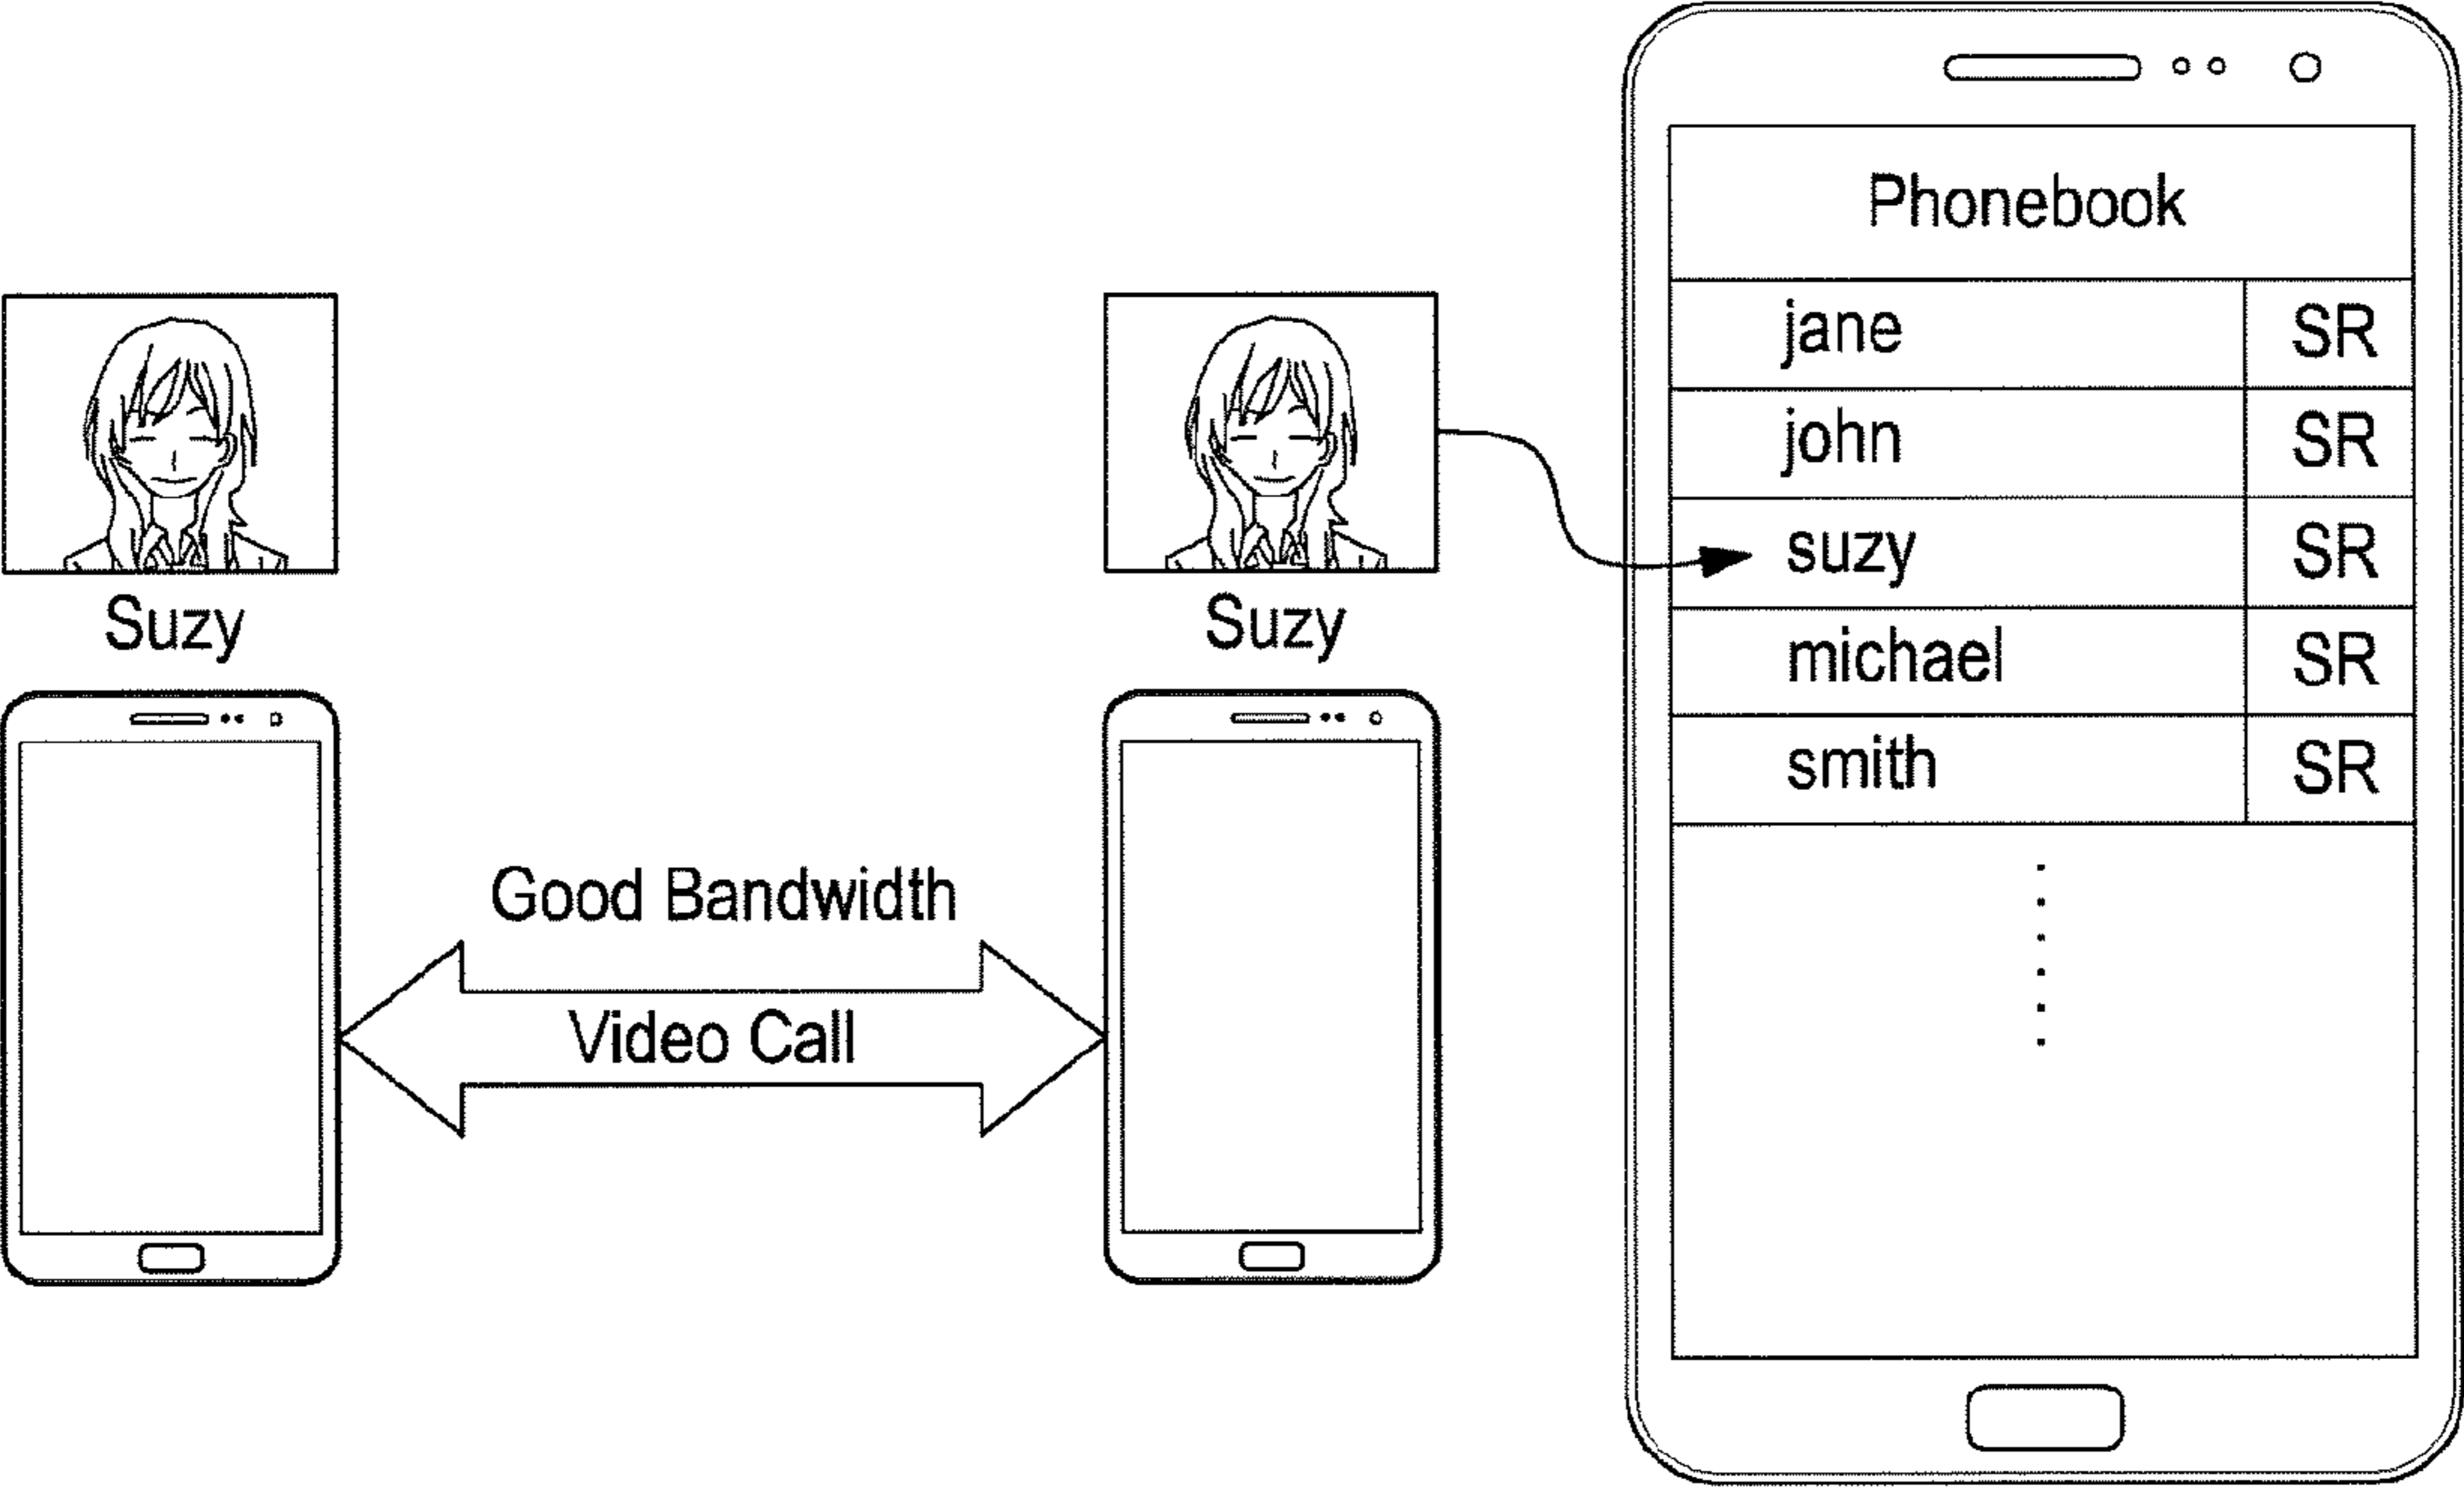 Suzy
Good Bandwidth
Video Call
Suzy
Phonebook
jane SR
john SR
suzy SR
michael SR
smith SR